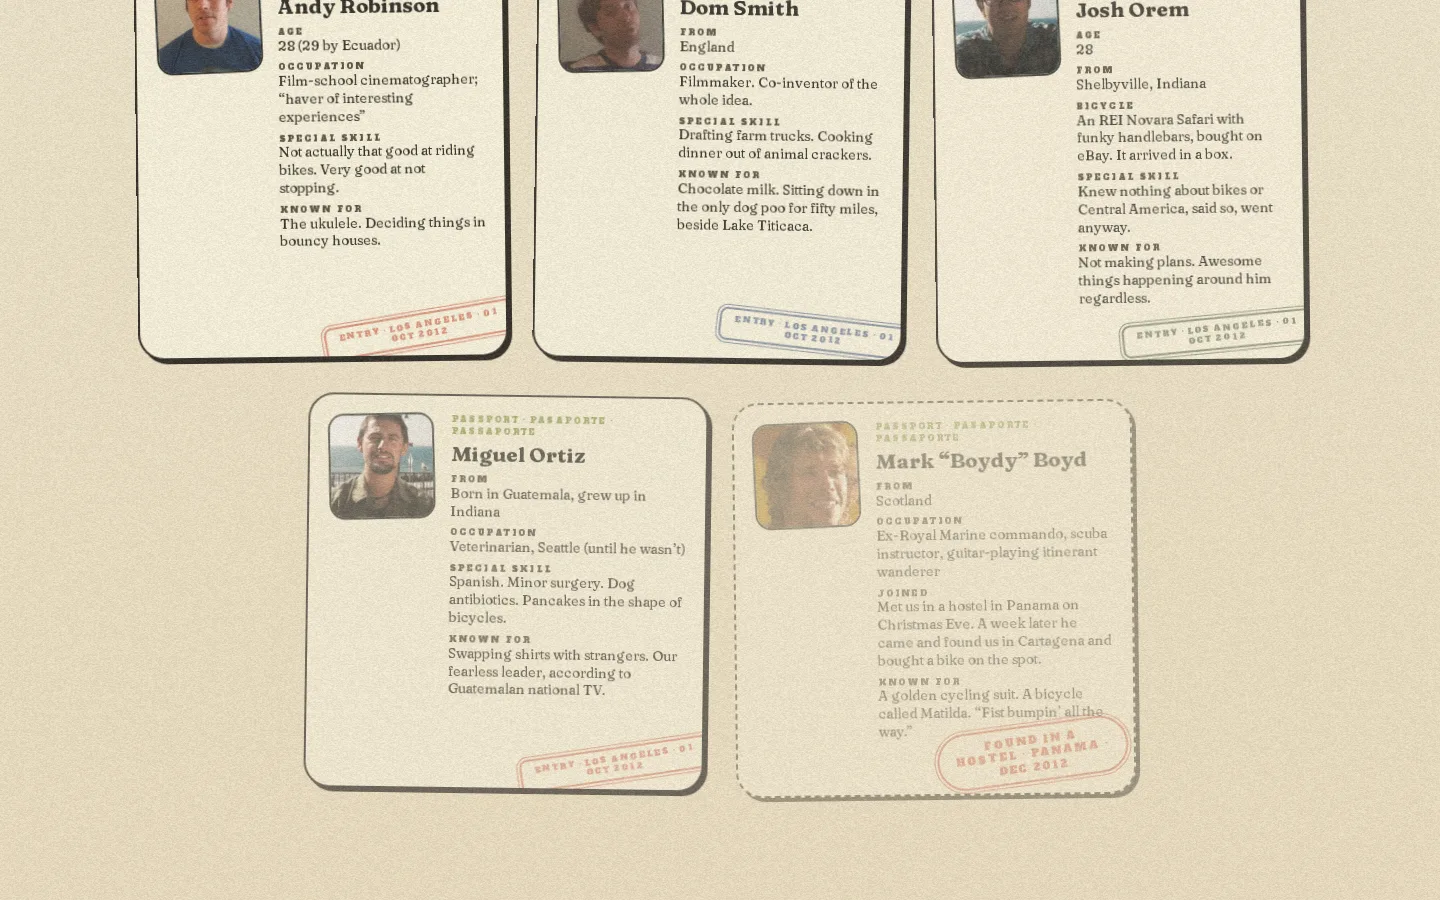 Andy Robinson
AGE
28 (29 by Ecuador)
OCCUPATION
Film-school cinematographer;
“haver of interesting
experiences”
SPECIAL SKILL
Not actually that good at riding
bikes. Very good at not
stopping.
KNOWN FOR
The ukulele. Deciding things in
bouncy houses.
ENTRY · LOS ANGELES · 01
OCT 2012
Dom Smith
FROM
England
OCCUPATION
Filmmaker. Co-inventor of the
whole idea.
SPECIAL SKILL
Drafting farm trucks. Cooking
dinner out of animal crackers.
KNOWN FOR
Chocolate milk. Sitting down in
the only dog poo for fifty miles,
beside Lake Titicaca.
ENTRY · LOS ANGELES · 01
OCT 2012
Josh Orem
AGE
28
FROM
Shelbyville, Indiana
BICYCLE
An REI Novara Safari with
funky handlebars, bought on
eBay. It arrived in a box.
SPECIAL SKILL
Knew nothing about bikes or
Central America, said so, went
anyway.
KNOWN FOR
Not making plans. Awesome
things happening around him
regardless.
ENTRY · LOS ANGELES · 01
OCT 2012
PASSPORT · PASAPORTE ·
PASSAPORTE
Miguel Ortiz
FROM
Born in Guatemala, grew up in
Indiana
OCCUPATION
Veterinarian, Seattle (until he wasn’t)
SPECIAL SKILL
Spanish. Minor surgery. Dog
antibiotics. Pancakes in the shape of
bicycles.
KNOWN FOR
Swapping shirts with strangers. Our
fearless leader, according to
Guatemalan national TV.
ENTRY · LOS ANGELES · 01
OCT 2012
PASSPORT · PASAPORTE ·
PASSAPORTE
Mark “Boydy” Boyd
FROM
Scotland
OCCUPATION
Ex-Royal Marine commando, scuba
instructor, guitar-playing itinerant
wanderer
JOINED
Met us in a hostel in Panama on
Christmas Eve. A week later he
came and found us in Cartagena and
bought a bike on the spot.
KNOWN FOR
A golden cycling suit. A bicycle
called Matilda. “Fist bumpin’ all the
way.”
FOUND IN A
HOSTEL · PANAMA ·
DEC 2012